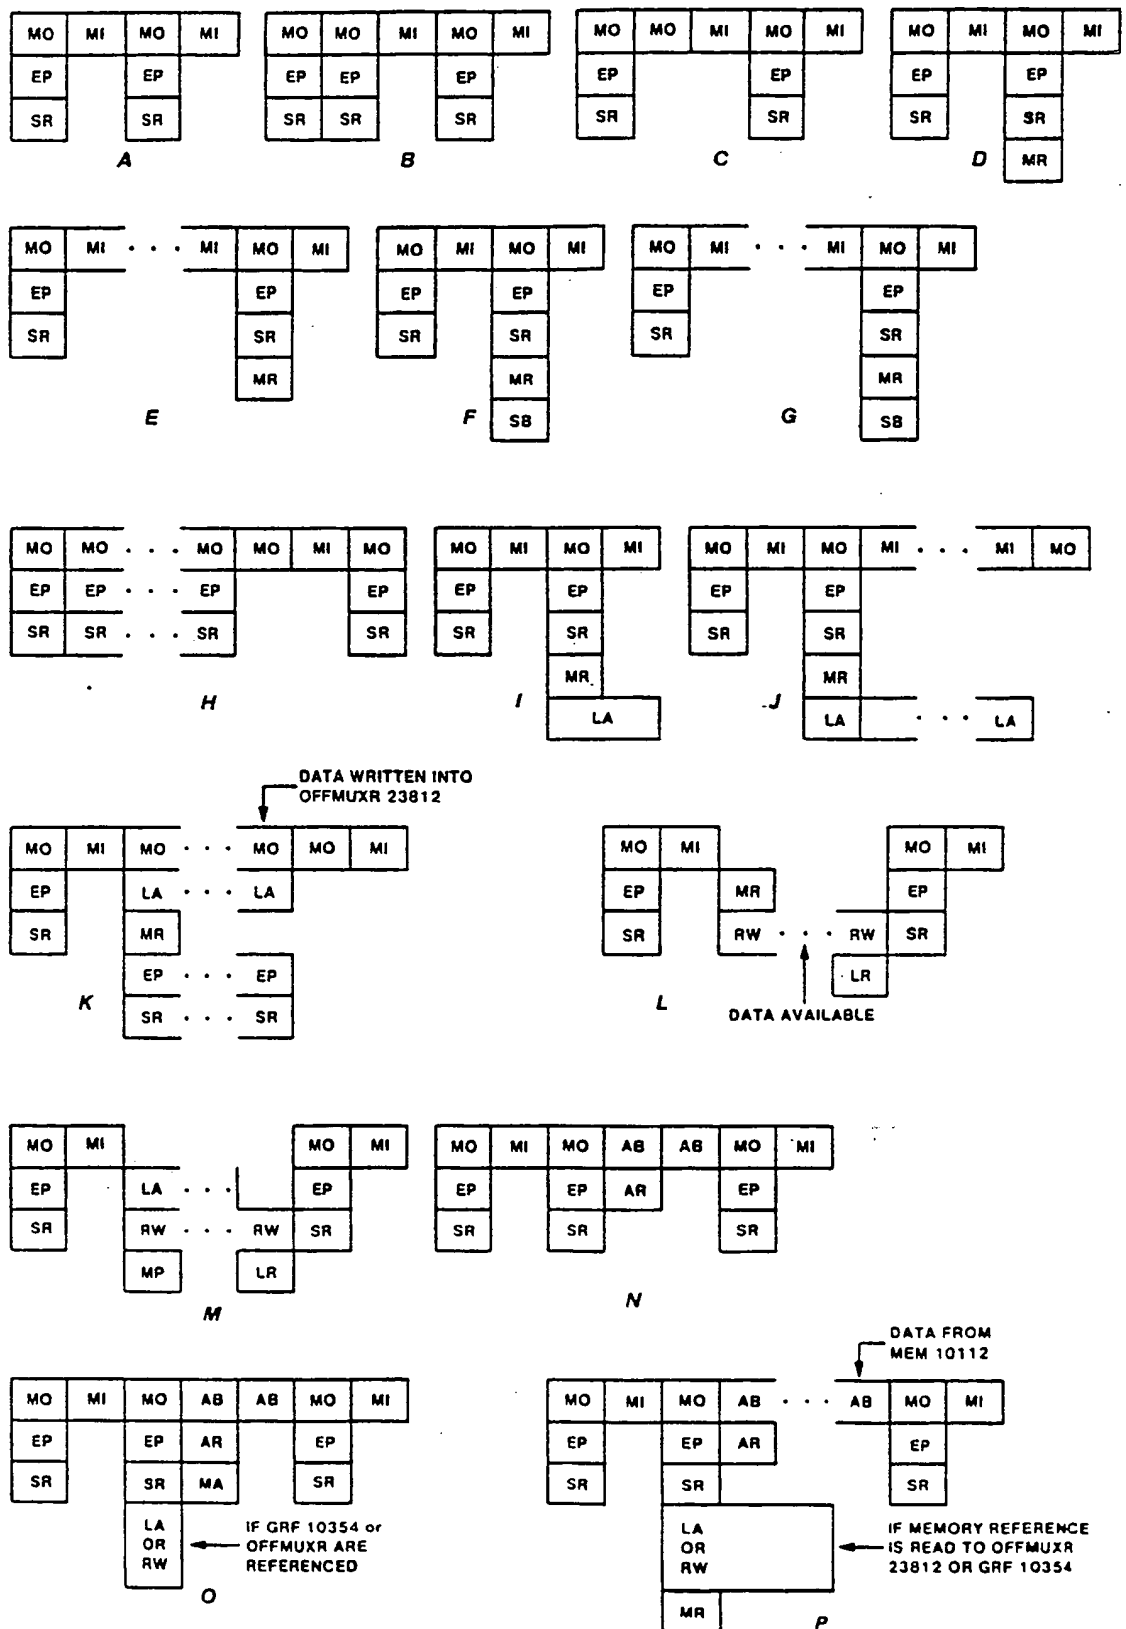 MO MI MO MI
EP EP
SR SR
A
MO MO MI MO MI
EP EP EP
SR SR SR
B
MO MO MI MO MI
EP EP
SR SR
C
MO MI MO MI
EP EP
SR SR
MR
D
MO MI . . . MI MO MI
EP EP
SR SR
MR
E
MO MI MO MI
EP EP
SR SR
MR
SB
F
MO MI . . . MI MO MI
EP EP
SR SR
MR
SB
G
MO MO . . . MO MO MI MO
EP EP . . . EP EP
SR SR . . . SR SR
H
MO MI MO MI
EP EP
SR SR
MR
LA
I
MO MI MO MI . . . MI MO
EP EP
SR SR
MR
LA . . . LA
J
DATA WRITTEN INTO
OFFMUXR 23812
MO MI MO . . . MO MO MI
EP LA . . . LA
SR MR
EP . . . EP
SR . . . SR
K
MO MI MO MI
EP MR EP
SR RW . . . RW SR
LR
L
DATA AVAILABLE
MO MI MO MI
EP LA . . . EP
SR RW . . . RW SR
MP LR
M
MO MI MO AB AB MO MI
EP EP AR EP
SR SR SR
N
MO MI MO AB AB MO MI
EP EP AR EP
SR SR MA SR
LA
OR
RW
IF GRF 10354 or
OFFMUXR ARE
REFERENCED
O
DATA FROM
MEM 10112
MO MI MO AB . . . AB MO MI
EP EP AR EP
SR SR SR
LA
OR
RW
IF MEMORY REFERENCE
IS READ TO OFFMUXR
23812 OR GRF 10354
MR
P